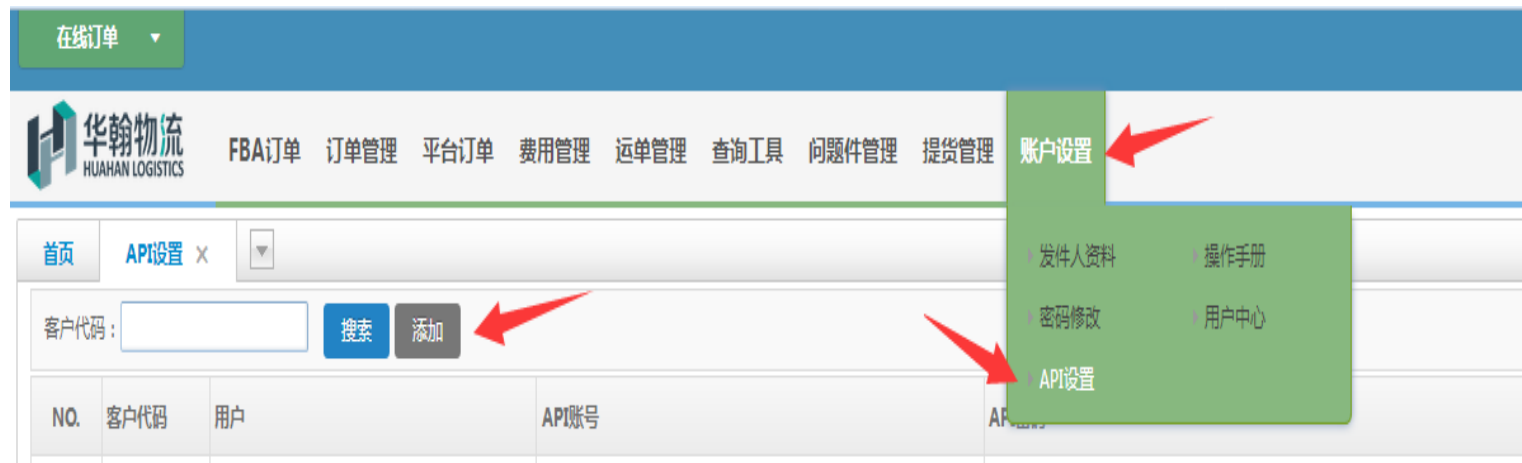 在线订单
华翰物流
HUAHAN LOGISTICS
FBA订单 订单管理 平台订单 费用管理 运单管理 查询工具 问题件管理 提货管理 账户设置
首页 API设置
发件人资料 操作手册
客户代码: 搜索 添加
密码修改 用户中心
API设置
NO. 客户代码 用户 API账号